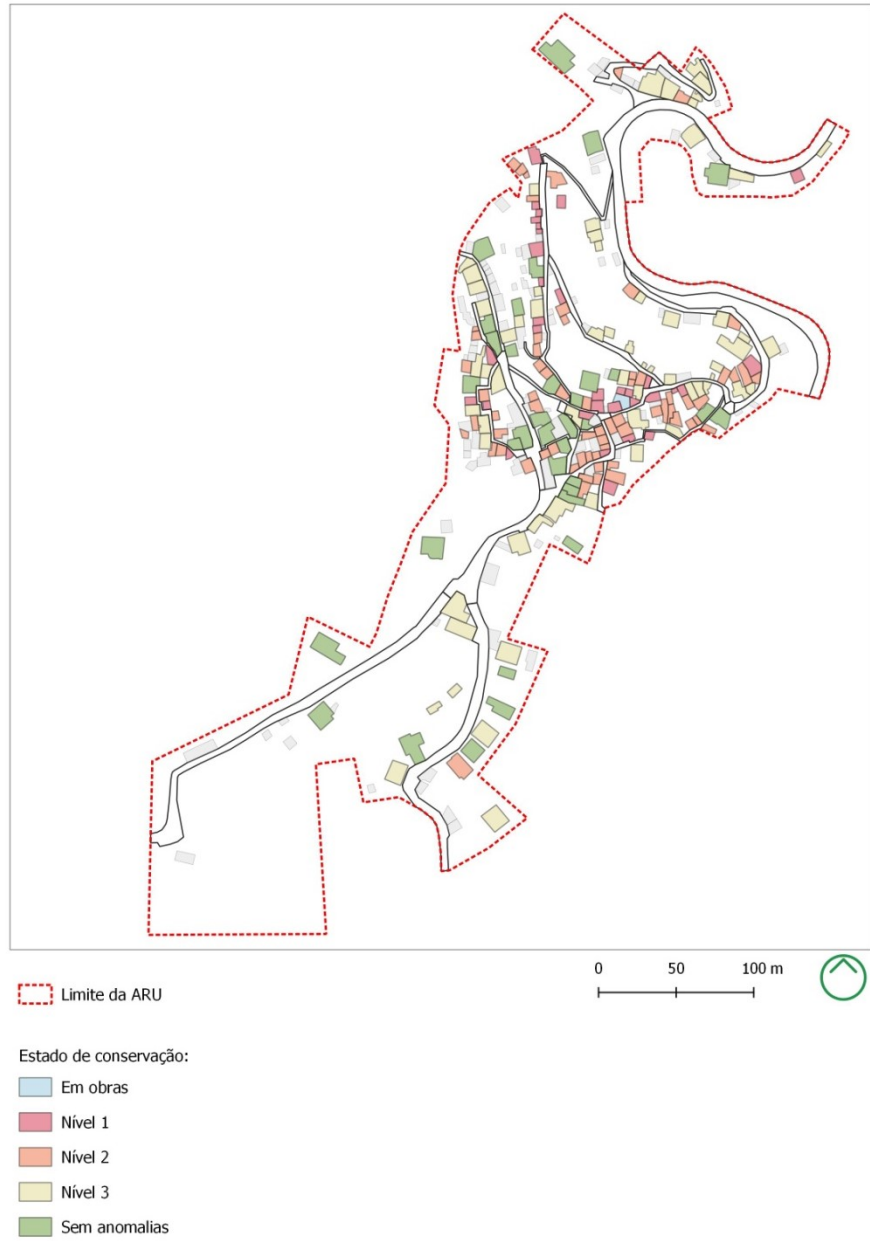 0 50 100 m
Limite da ARU
Estado de conservação:
Em obras
Nível 1
Nível 2
Nível 3
Sem anomalias